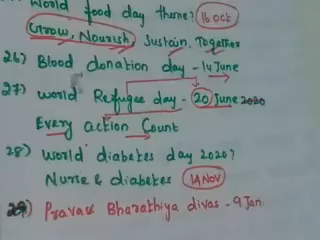 World food day theme? 16 Oct
Grow, Nourish, Sustain, Together
26) Blood donation day - 14 June
27) World Refugee day - 20 June 2020
Every action Count
28) World diabetes day 2020?
Nurse & diabetes 14 NOV
29) Pravasi Bharathiya divas - 9 Jan